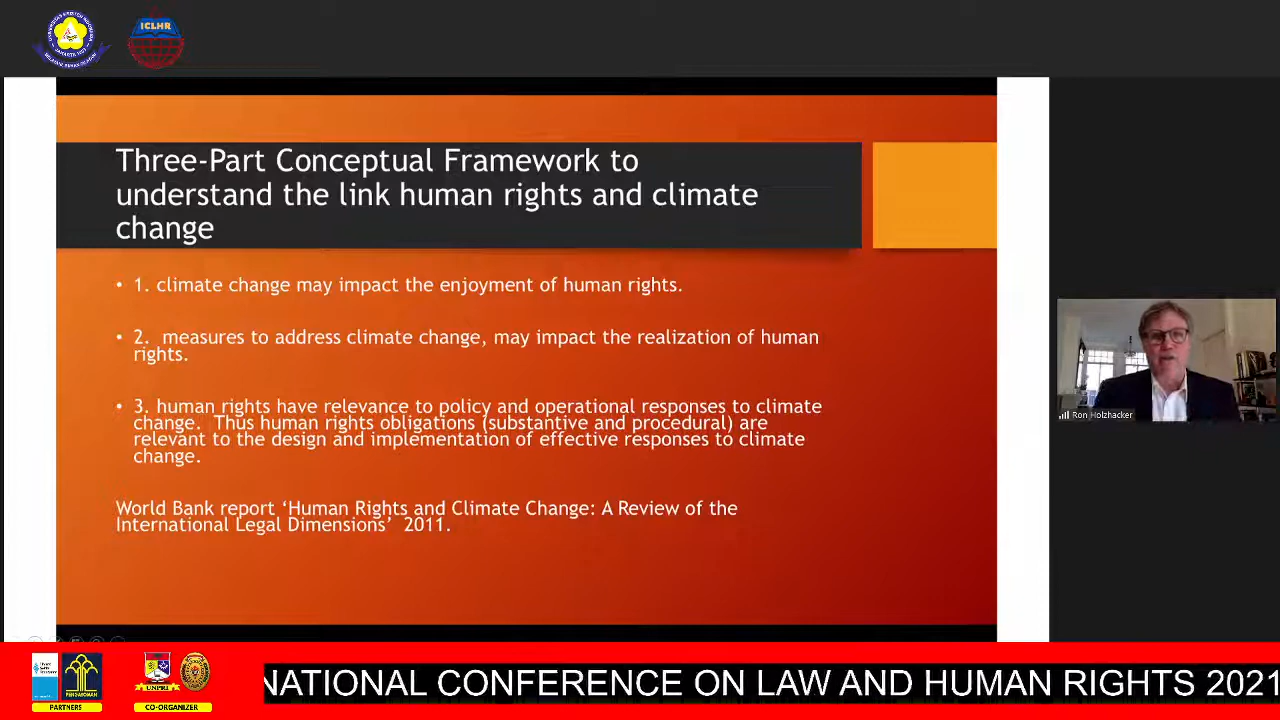 ICLHR
Three-Part Conceptual Framework to
understand the link human rights and climate
change
• 1. climate change may impact the enjoyment of human rights.
• 2.  measures to address climate change, may impact the realization of human
rights.
• 3. human rights have relevance to policy and operational responses to climate
change.  Thus human rights obligations (substantive and procedural) are
relevant to the design and implementation of effective responses to climate
change.
World Bank report ‘Human Rights and Climate Change: A Review of the
International Legal Dimensions’  2011.
Ron Holzhacker
PENGAYOMAN
UNPRI
PARTNERS
CO-ORGANIZER
NATIONAL CONFERENCE ON LAW AND HUMAN RIGHTS 2021